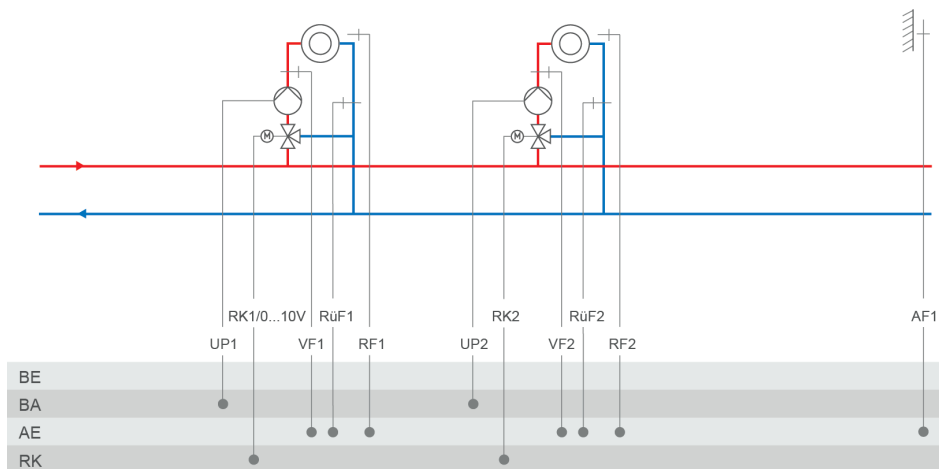 M
M
RK1/0...10V RüF1 RK2 RüF2 AF1
UP1 VF1 RF1 UP2 VF2 RF2
BE
BA
AE
RK